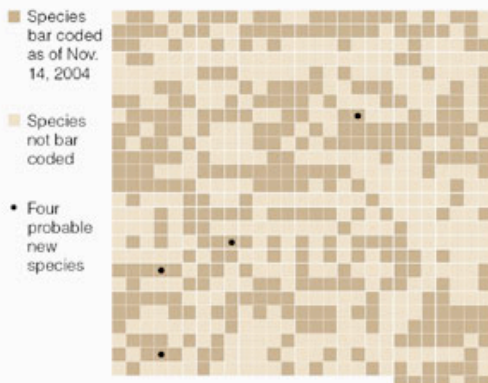 Species
bar coded
as of Nov.
14, 2004
Species
not bar
coded
Four
probable
new
species